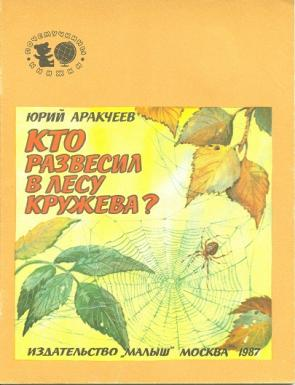 ПОЧЕМУЧКИНЫ
КНИЖКИ
ЮРИЙ АРАКЧЕЕВ
КТО
РАЗВЕСИЛ
В ЛЕСУ
КРУЖЕВА?
ИЗДАТЕЛЬСТВО „МАЛЫШ" МОСКВА 1987